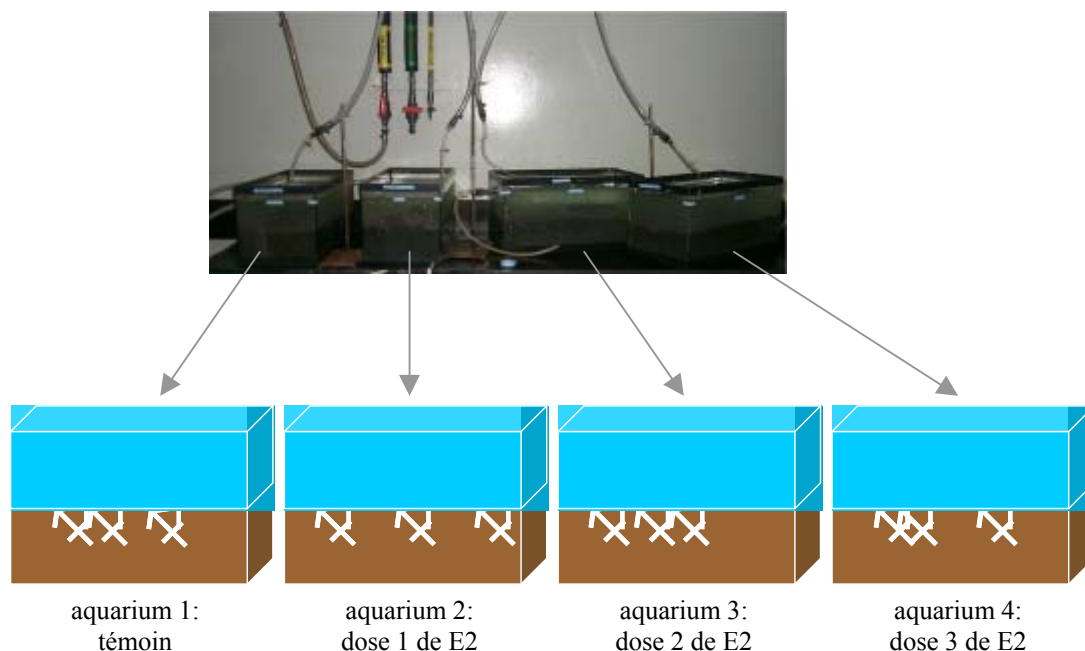 aquarium 1:
témoin
aquarium 2:
dose 1 de E2
aquarium 3:
dose 2 de E2
aquarium 4:
dose 3 de E2